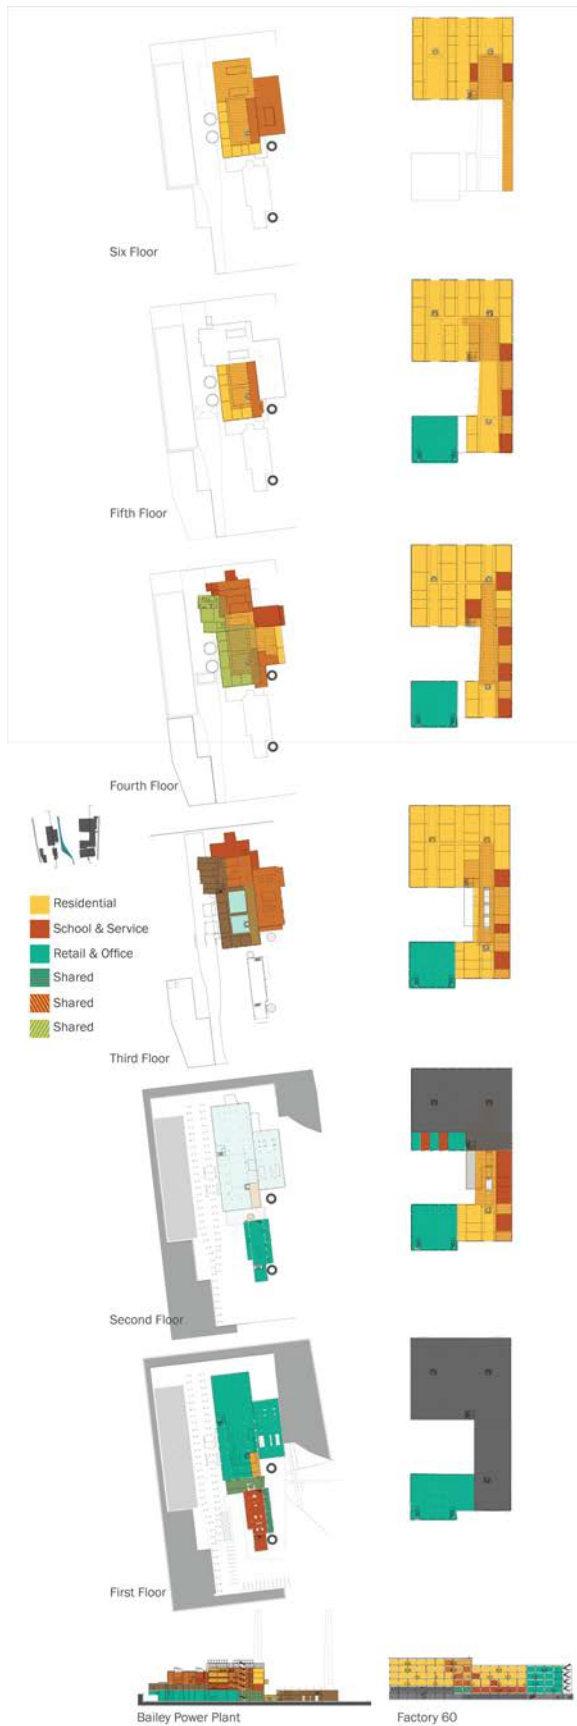 Six Floor
Fifth Floor
Fourth Floor
Residential
School & Service
Retail & Office
Shared
Shared
Shared
Third Floor
Second Floor
First Floor
Bailey Power Plant
Factory 60